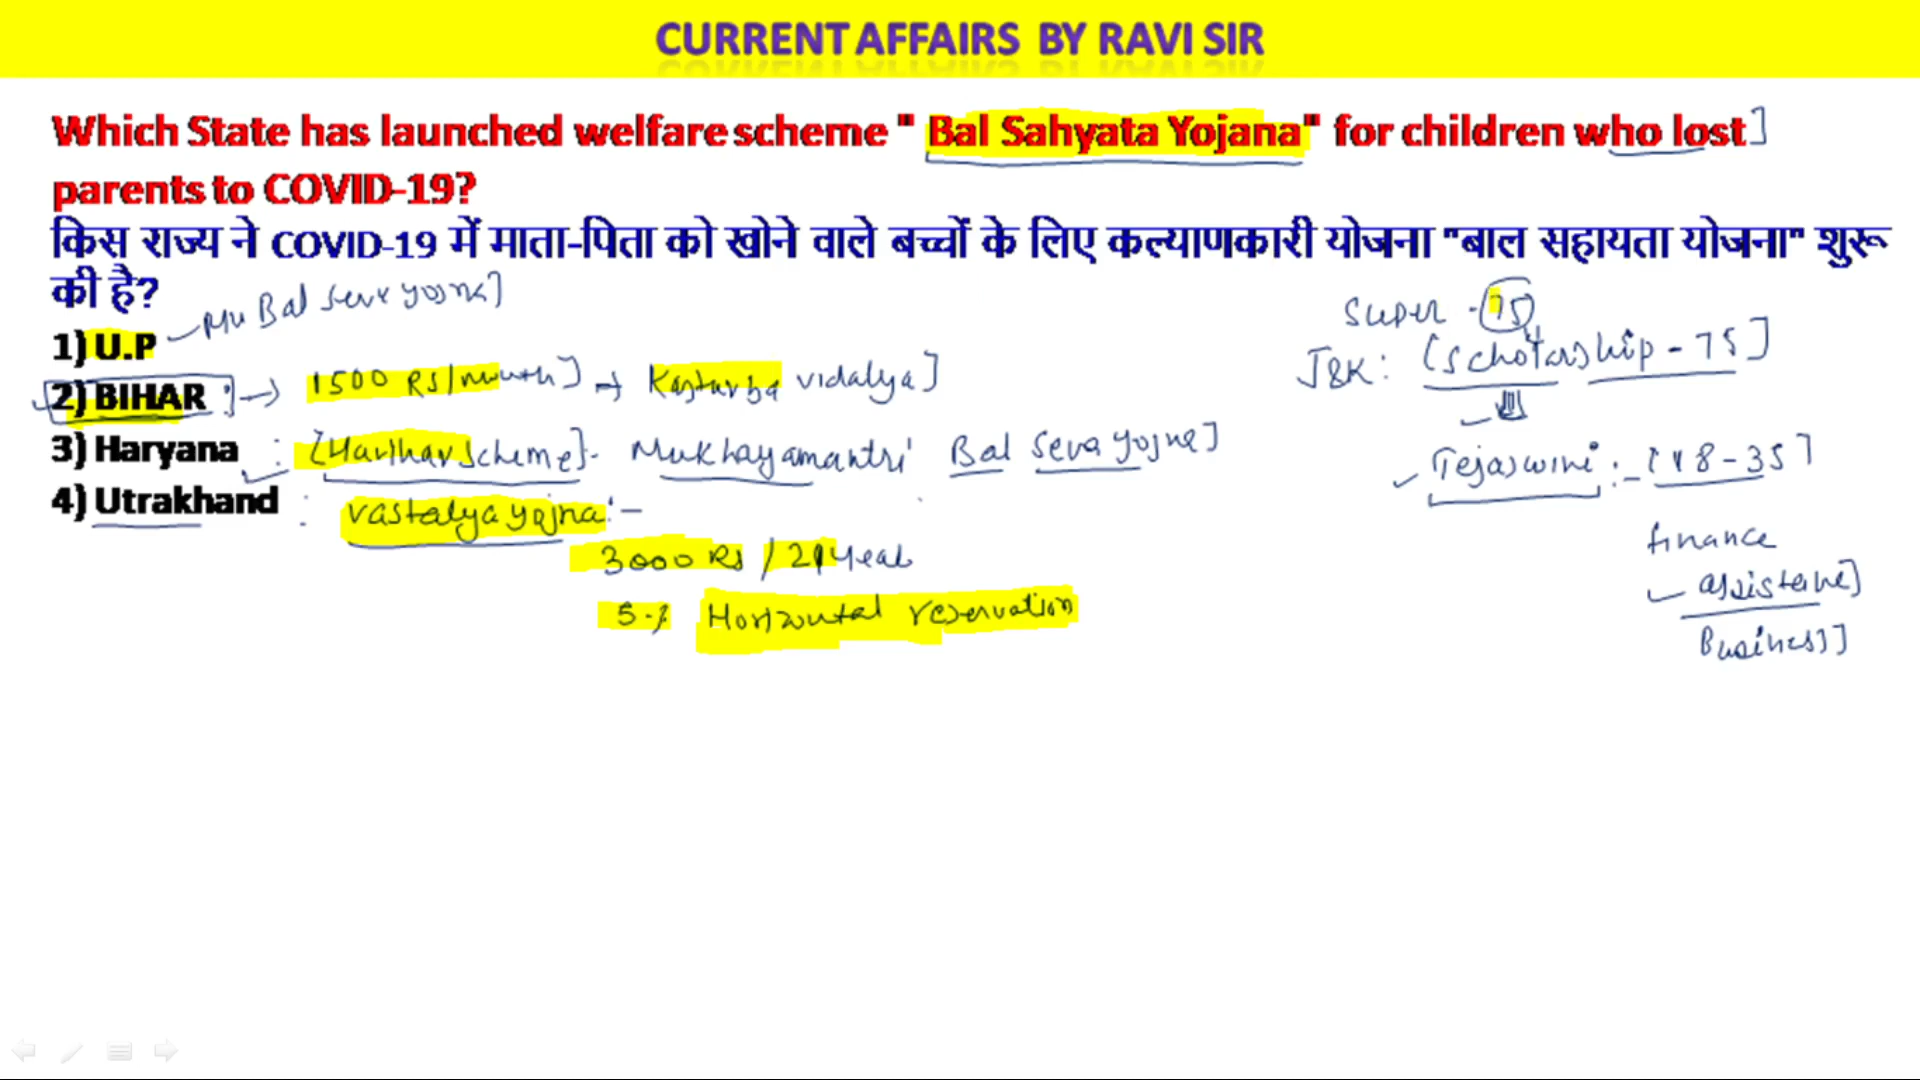 CURRENT AFFAIRS BY RAVI SIR
Which State has launched welfare scheme " Bal Sahyata Yojana" for children who lost]
parents to COVID-19?
किस राज्य ने COVID-19 में माता-पिता को खोने वाले बच्चों के लिए कल्याणकारी योजना "बाल सहायता योजना" शुरू
की है?
1) U.P Mu Bal seva yojna]
2) BIHAR :] → 1500 Rs/month] → Kasturba vidalya]
3) Haryana : [Harihar scheme]- Mukhayamantri Bal Seva yojne]
4) Utrakhand : vastalya yojna :-
3000 Rs / 21 year
5% Horizontal reservation
Super - 75
J&K: [Scholarship - 75]
Tejaswini :- [18-35]
finance
assistance]
Business]]